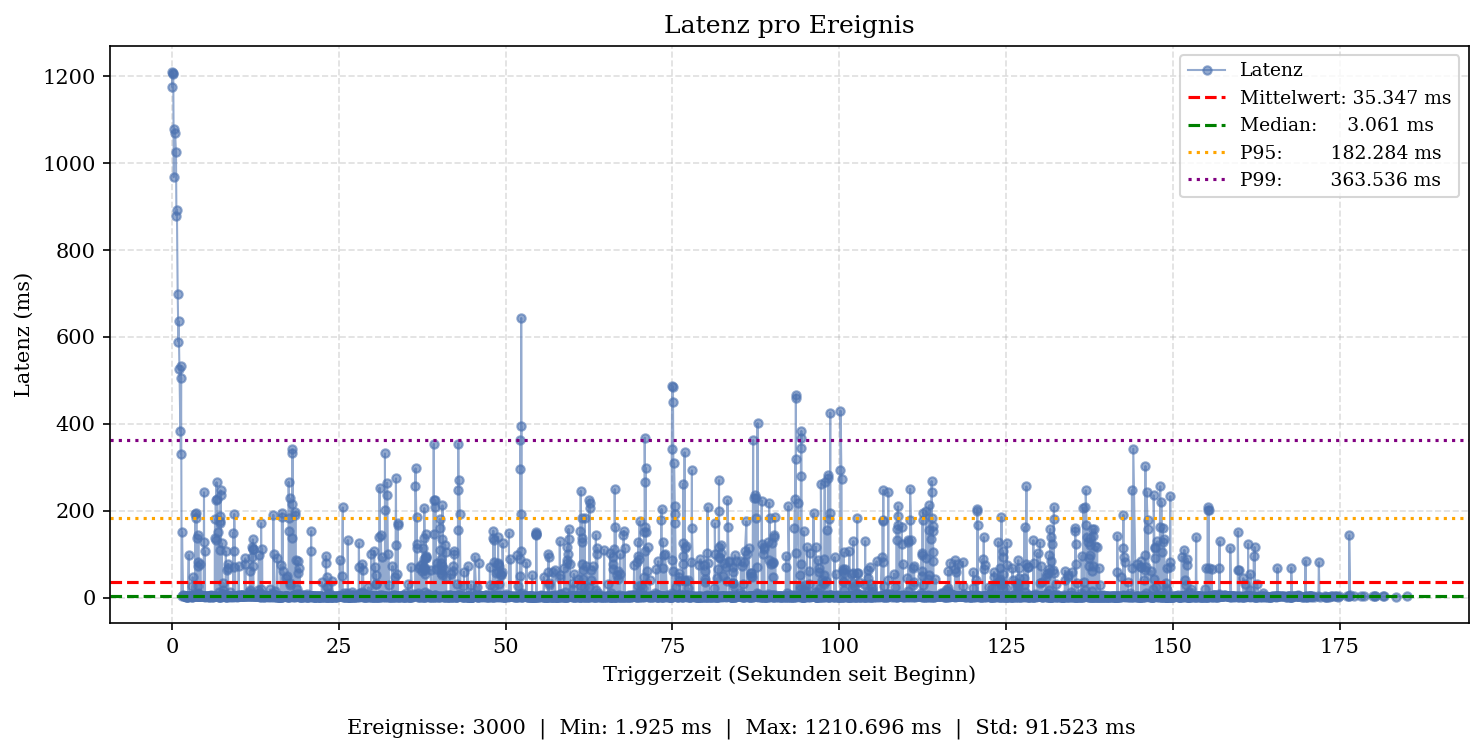 Latenz pro Ereignis
Latenz (ms)
1200
1000
800
600
400
200
0
Latenz
Mittelwert: 35.347 ms
Median: 3.061 ms
P95: 182.284 ms
P99: 363.536 ms
0 25 50 75 100 125 150 175
Triggerzeit (Sekunden seit Beginn)
Ereignisse: 3000 | Min: 1.925 ms | Max: 1210.696 ms | Std: 91.523 ms